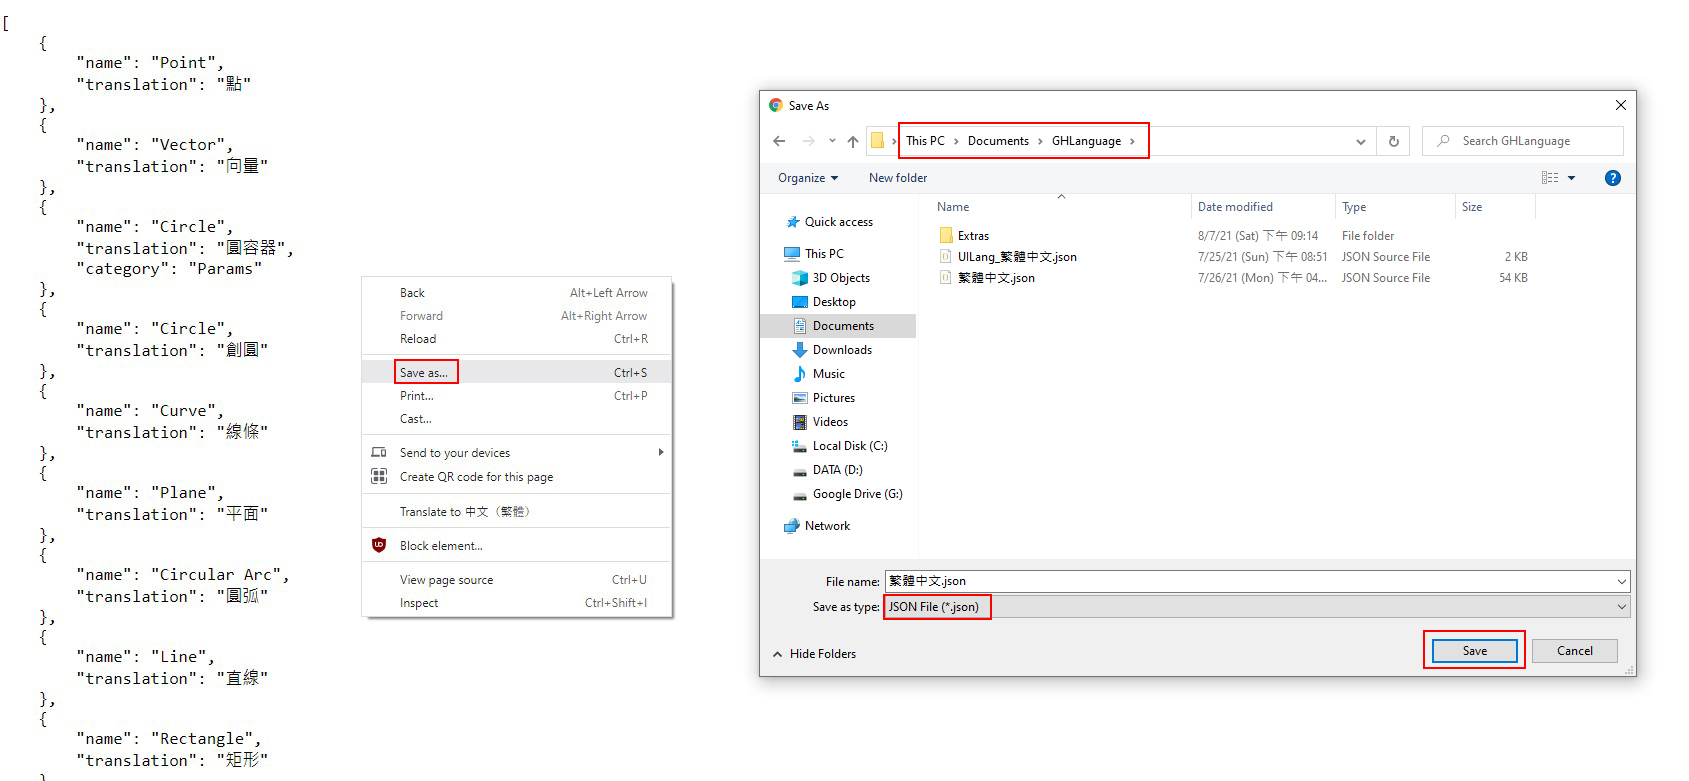 [
{
"name": "Point",
"translation": "點"
},
{
"name": "Vector",
"translation": "向量"
},
{
"name": "Circle",
"translation": "圓容器",
"category": "Params"
},
{
"name": "Circle",
"translation": "創圓"
},
{
"name": "Curve",
"translation": "線條"
},
{
"name": "Plane",
"translation": "平面"
},
{
"name": "Circular Arc",
"translation": "圓弧"
},
{
"name": "Line",
"translation": "直線"
},
{
"name": "Rectangle",
"translation": "矩形"
}
Back Alt+Left Arrow
Forward Alt+Right Arrow
Reload Ctrl+R
Save as... Ctrl+S
Print... Ctrl+P
Cast...
Send to your devices
Create QR code for this page
Translate to 中文（繁體）
Block element...
View page source Ctrl+U
Inspect Ctrl+Shift+I
Save As
This PC > Documents > GHLanguage > Search GHLanguage
Organize New folder ?
Name Date modified Type Size
Extras 8/7/21 (Sat) 下午 09:14 File folder
UILang_繁體中文.json 7/25/21 (Sun) 下午 08:51 JSON Source File 2 KB
繁體中文.json 7/26/21 (Mon) 下午 04... JSON Source File 54 KB
Quick access
This PC
3D Objects
Desktop
Documents
Downloads
Music
Pictures
Videos
Local Disk (C:)
DATA (D:)
Google Drive (G:)
Network
File name: 繁體中文.json
Save as type: JSON File (*.json)
Hide Folders Save Cancel